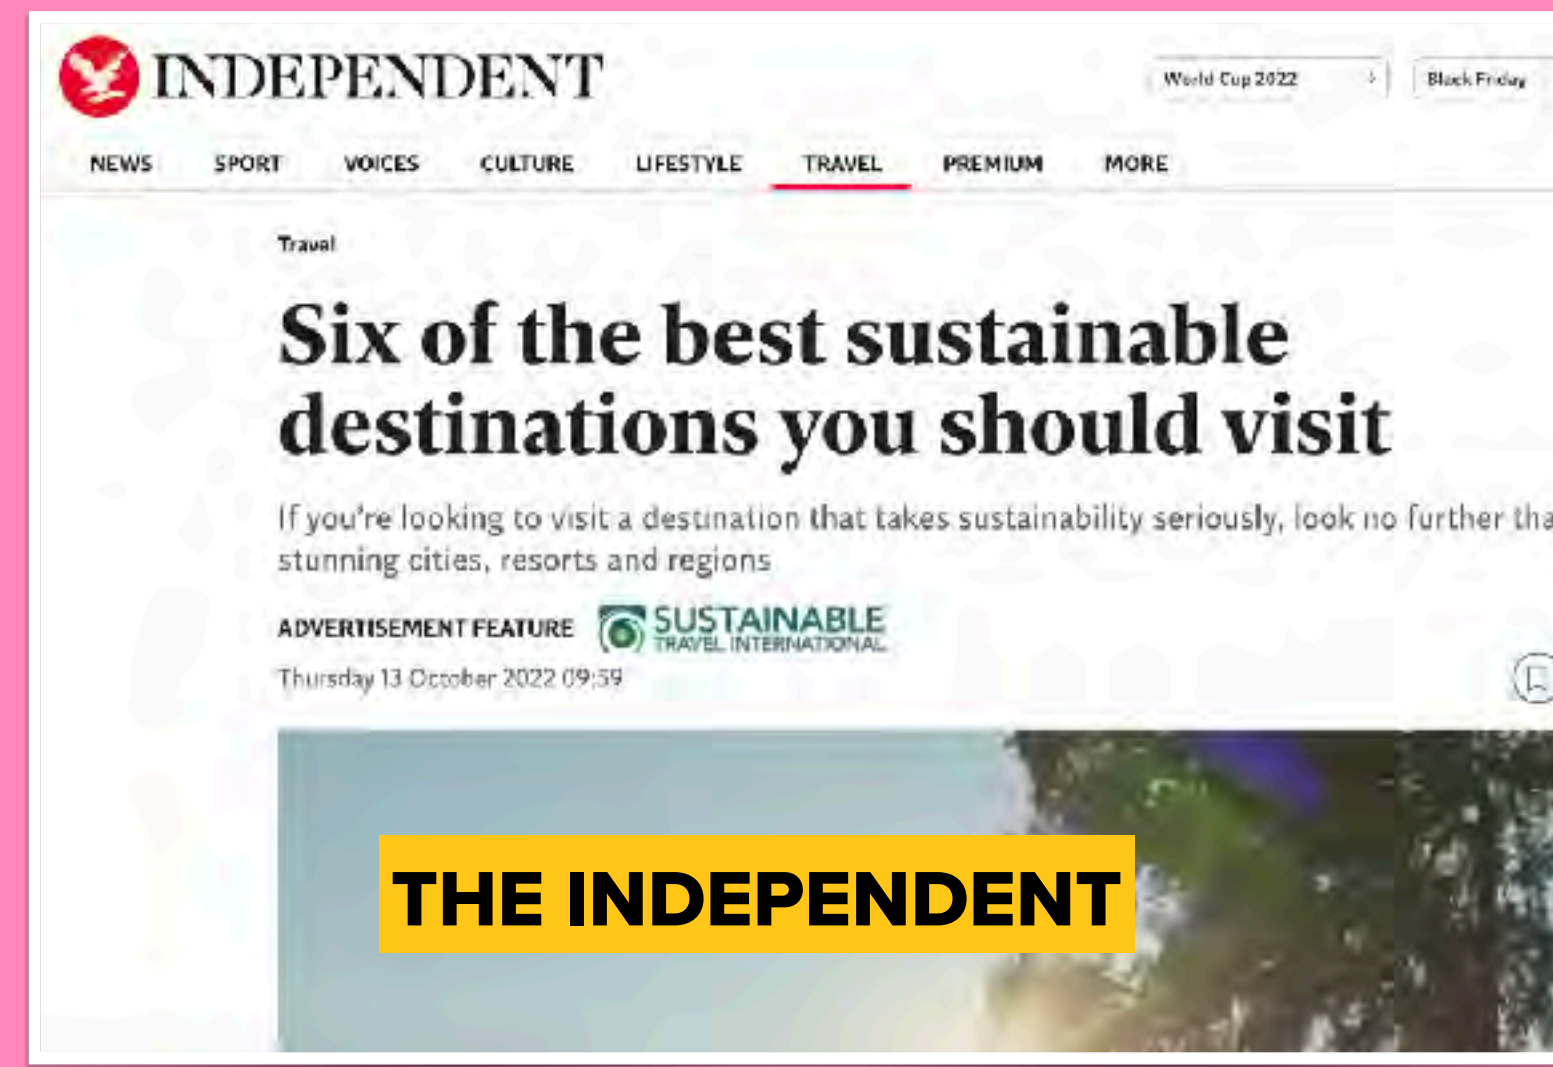 INDEPENDENT
World Cup 2022
Black Friday
NEWS SPORT VOICES CULTURE LIFESTYLE TRAVEL PREMIUM MORE
Travel
Six of the best sustainable
destinations you should visit
If you're looking to visit a destination that takes sustainability seriously, look no further tha
stunning cities, resorts and regions
ADVERTISEMENT FEATURE SUSTAINABLE
TRAVEL INTERNATIONAL
Thursday 13 October 2022 09:59
THE INDEPENDENT